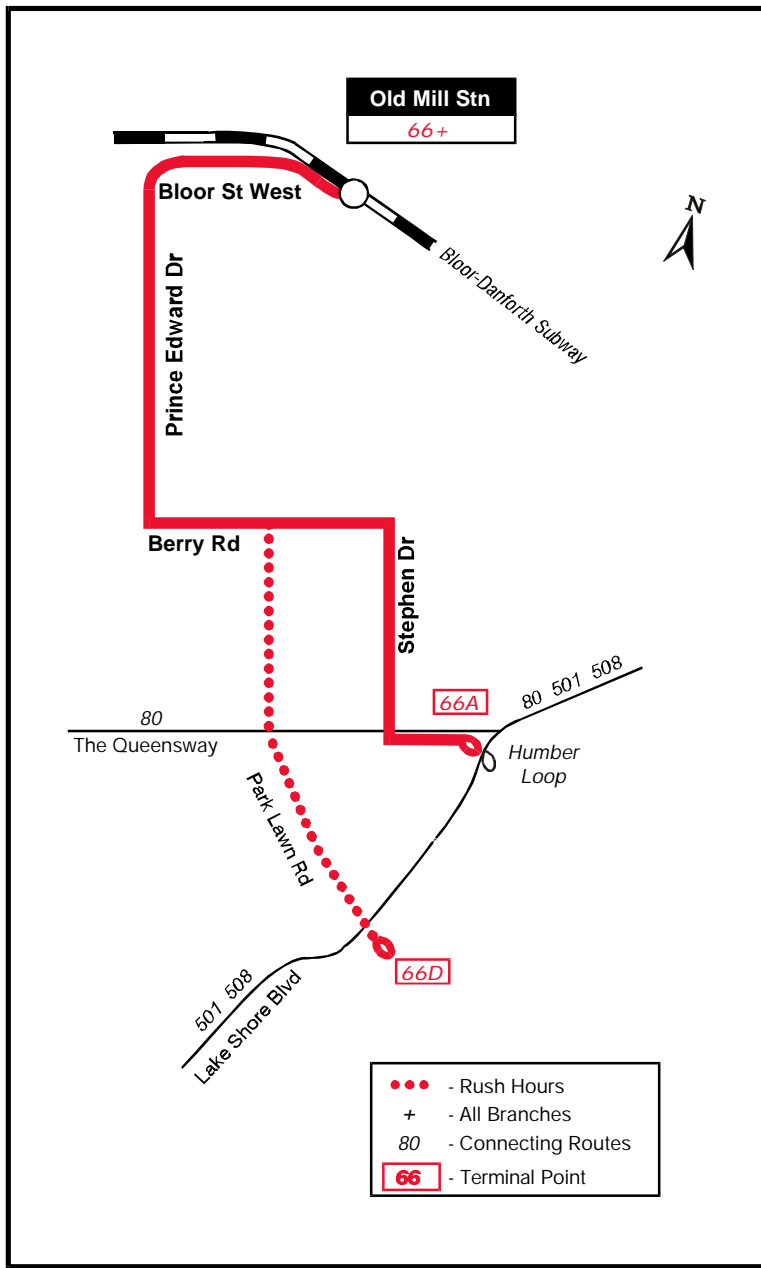 Old Mill Stn
66+
Bloor St West
N
Bloor-Danforth Subway
Prince Edward Dr
Berry Rd
Stephen Dr
66A
80 501 508
80
The Queensway
Humber
Loop
Park Lawn Rd
66D
501 508
Lake Shore Blvd
- Rush Hours
+ - All Branches
80 - Connecting Routes
66 - Terminal Point